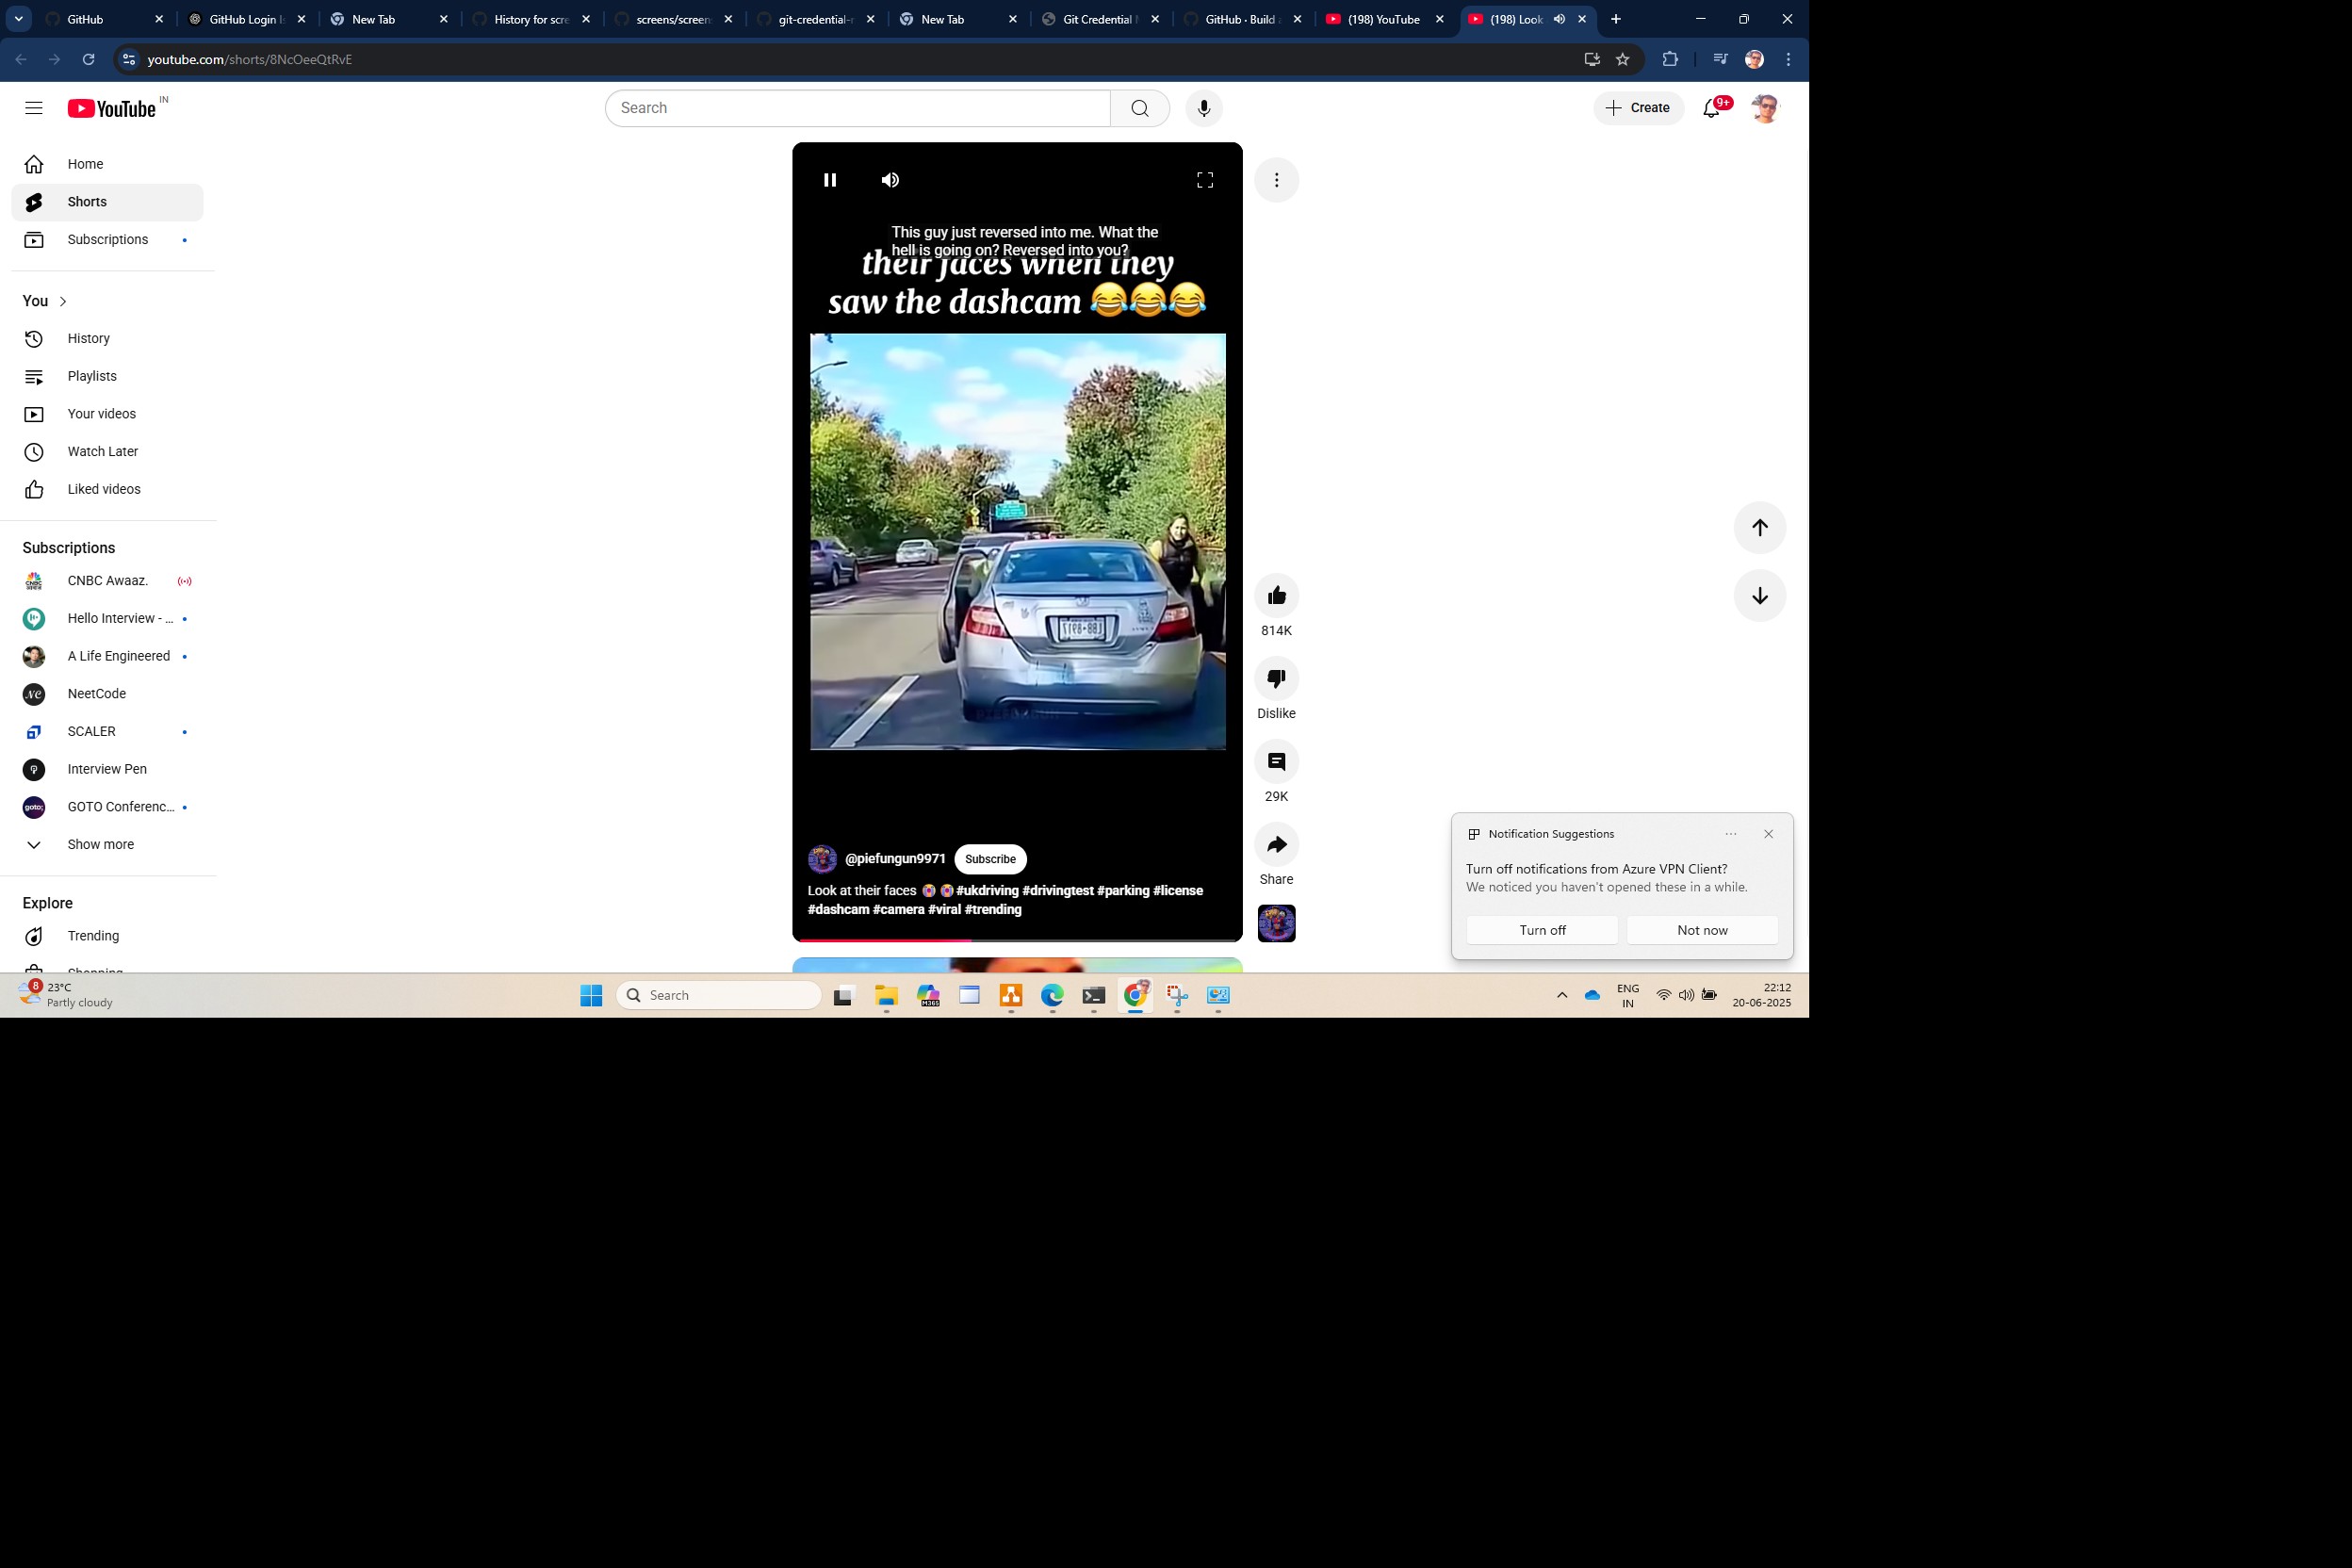 GitHub
GitHub Login Is
New Tab
History for scre
screens/screen
git-credential-r
New Tab
Git Credential
GitHub · Build
(198) YouTube
(198) Look
youtube.com/shorts/8NcOeeQtRvE
YouTube IN
Search
Create
9+
Home
Shorts
Subscriptions
You
History
Playlists
Your videos
Watch Later
Liked videos
Subscriptions
CNBC Awaaz.
Hello Interview - ...
A Life Engineered
NeetCode
SCALER
Interview Pen
GOTO Conferenc...
Show more
Explore
Trending
Shopping
This guy just reversed into me. What the
hell is going on? Reversed into you?
their faces when they
saw the dashcam 😂😂😂
814K
Dislike
29K
Share
@piefungun9971
Subscribe
Look at their faces #ukdriving #drivingtest #parking #license
#dashcam #camera #viral #trending
Notification Suggestions
Turn off notifications from Azure VPN Client?
We noticed you haven't opened these in a while.
Turn off
Not now
8
23°C
Partly cloudy
Search
M365
ENG
IN
22:12
20-06-2025